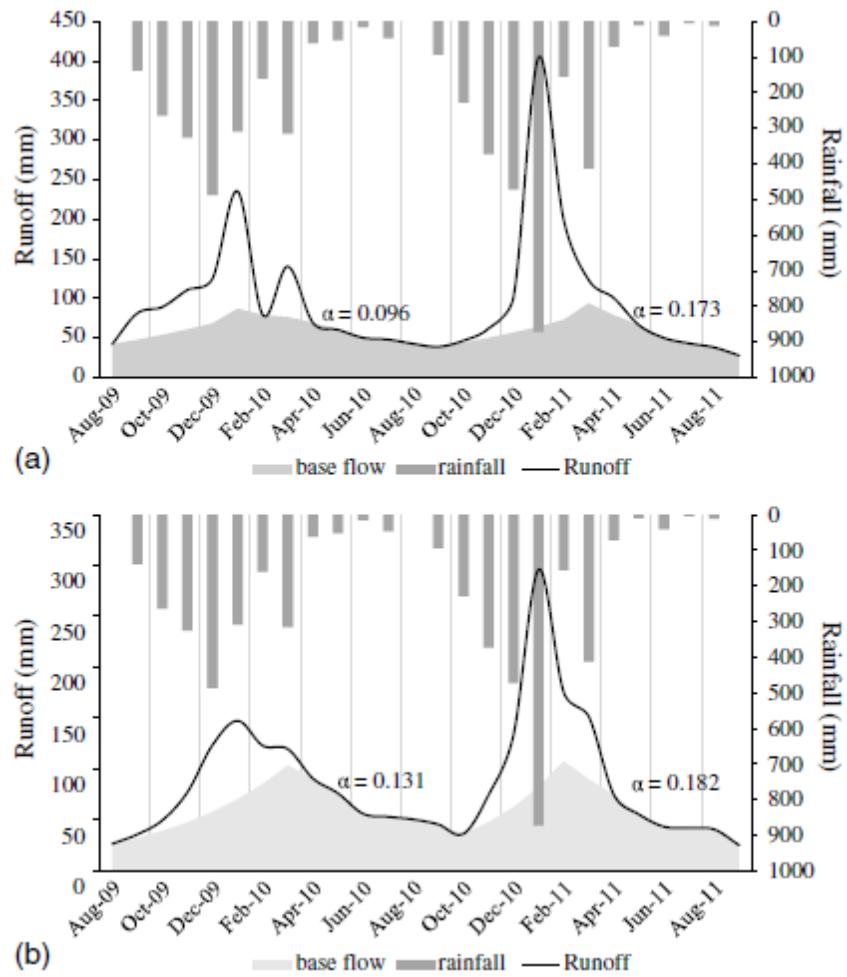 450
400
350
300
250
200
150
100
50
0
Runoff (mm)
0
100
200
300
400
500
600
700
800
900
1000
Rainfall (mm)
α = 0.096
α = 0.173
Aug-09
Oct-09
Dec-09
Feb-10
Apr-10
Jun-10
Aug-10
Oct-10
Dec-10
Feb-11
Apr-11
Jun-11
Aug-11
(a)
base flow rainfall Runoff
350
300
250
200
150
100
50
0
Runoff (mm)
0
100
200
300
400
500
600
700
800
900
1000
Rainfall (mm)
α = 0.131
α = 0.182
Aug-09
Oct-09
Dec-09
Feb-10
Apr-10
Jun-10
Aug-10
Oct-10
Dec-10
Feb-11
Apr-11
Jun-11
Aug-11
(b)
base flow rainfall Runoff